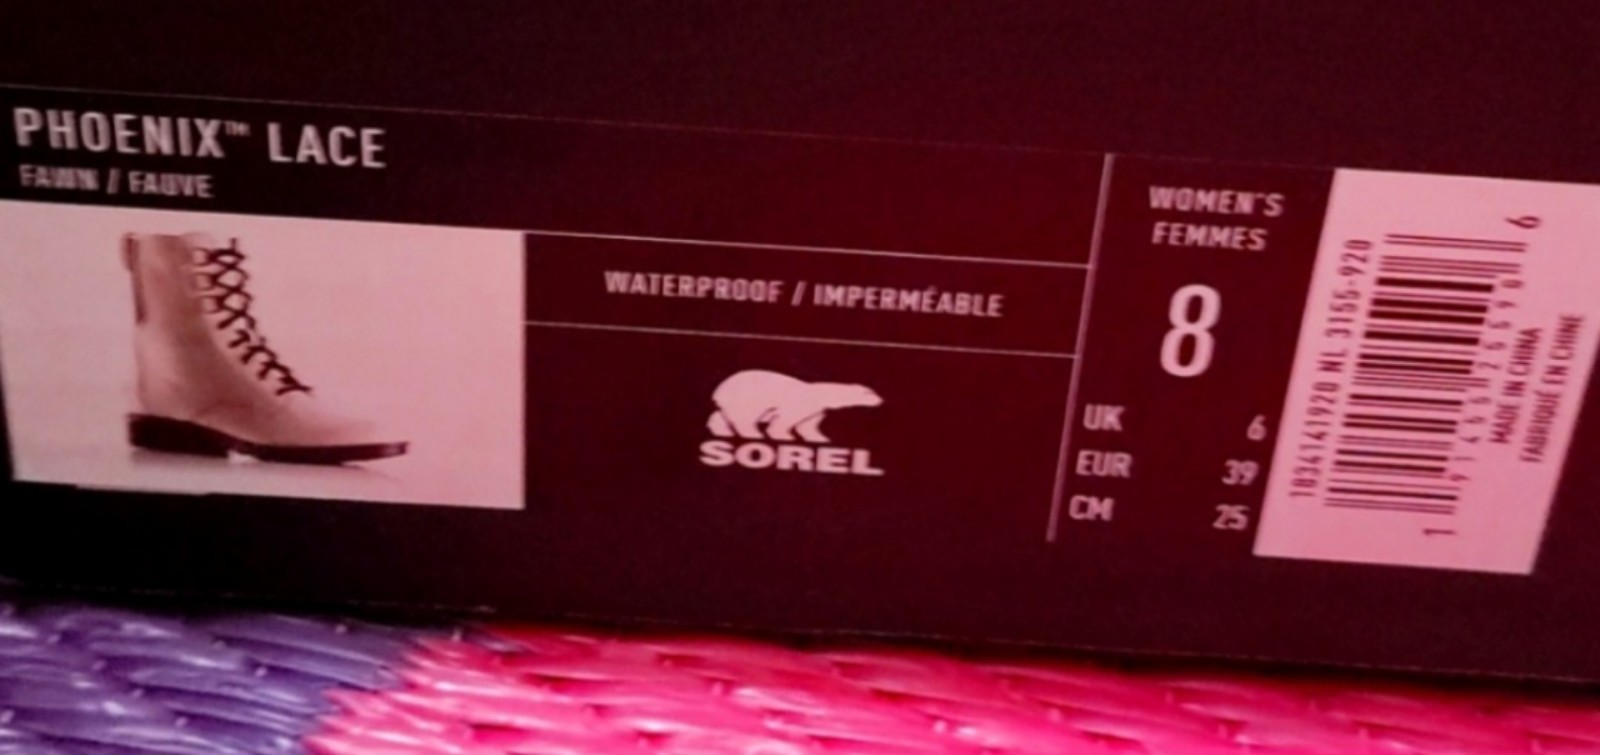 PHOENIX™ LACE
FAWN / FAUVE
WATERPROOF / IMPERMÉABLE
SOREL
WOMEN'S
FEMMES
8
UK 6
EUR 39
CM 25
1834141920 NL 3155-920
MADE IN CHINA
FABRIQUÉ EN CHINE